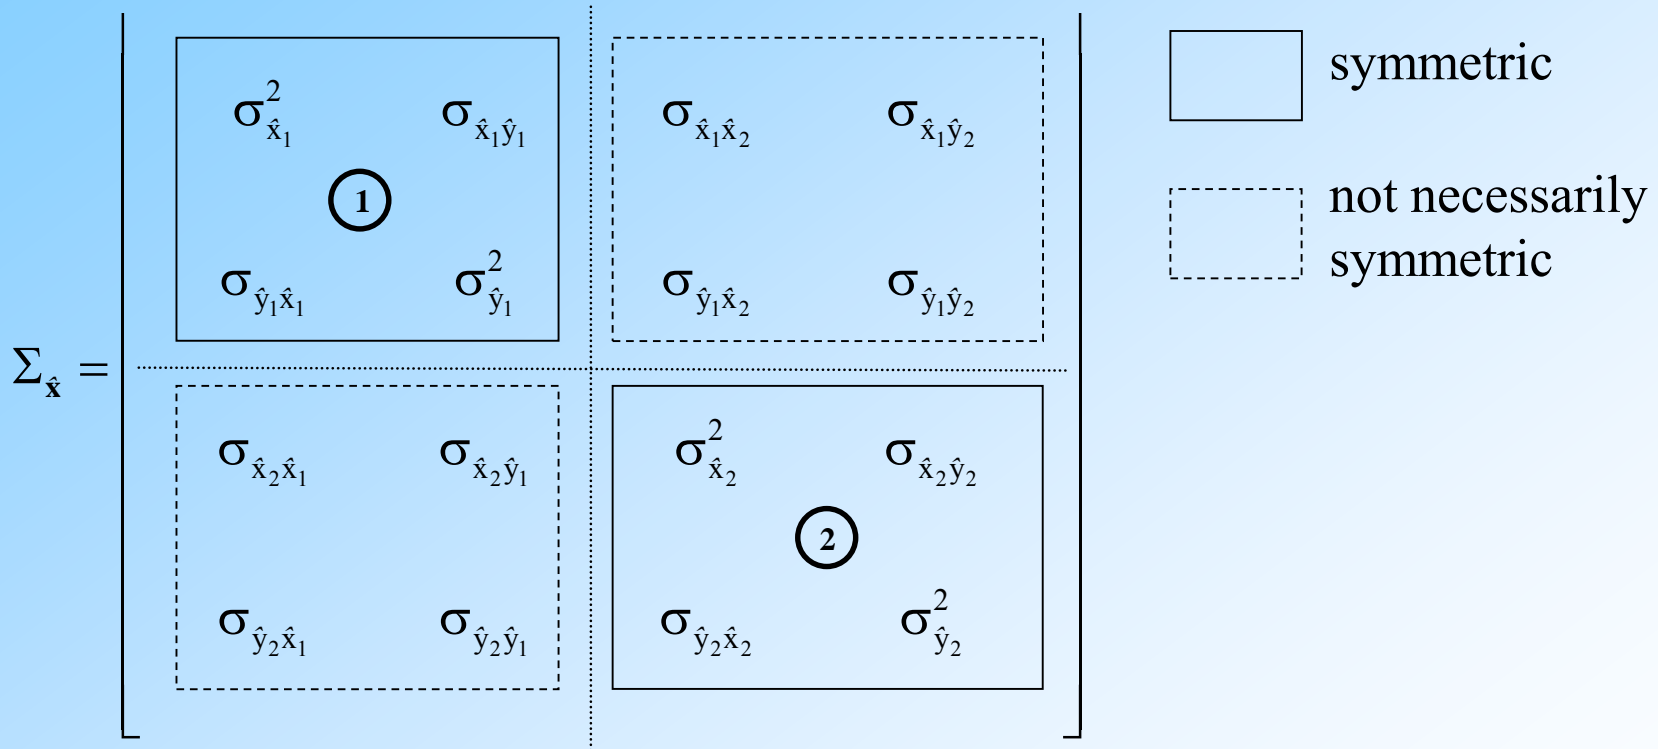 σ²_x̂₁ σ_x̂₁ŷ₁ σ_x̂₁x̂₂ σ_x̂₁ŷ₂
1
σ_ŷ₁x̂₁ σ²_ŷ₁ σ_ŷ₁x̂₂ σ_ŷ₁ŷ₂
Σ_x̂ =
σ_x̂₂x̂₁ σ_x̂₂ŷ₁ σ²_x̂₂ σ_x̂₂ŷ₂
2
σ_ŷ₂x̂₁ σ_ŷ₂ŷ₁ σ_ŷ₂x̂₂ σ²_ŷ₂
symmetric
not necessarily
symmetric